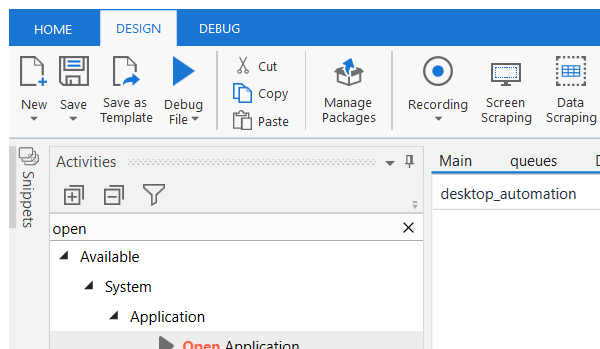 HOME DESIGN DEBUG
New Save Save as Template Debug File Cut Copy Paste Manage Packages Recording Screen Scraping Data Scraping
Snippets
Activities
open
Available
System
Application
Open Application
Main queues D
desktop_automation